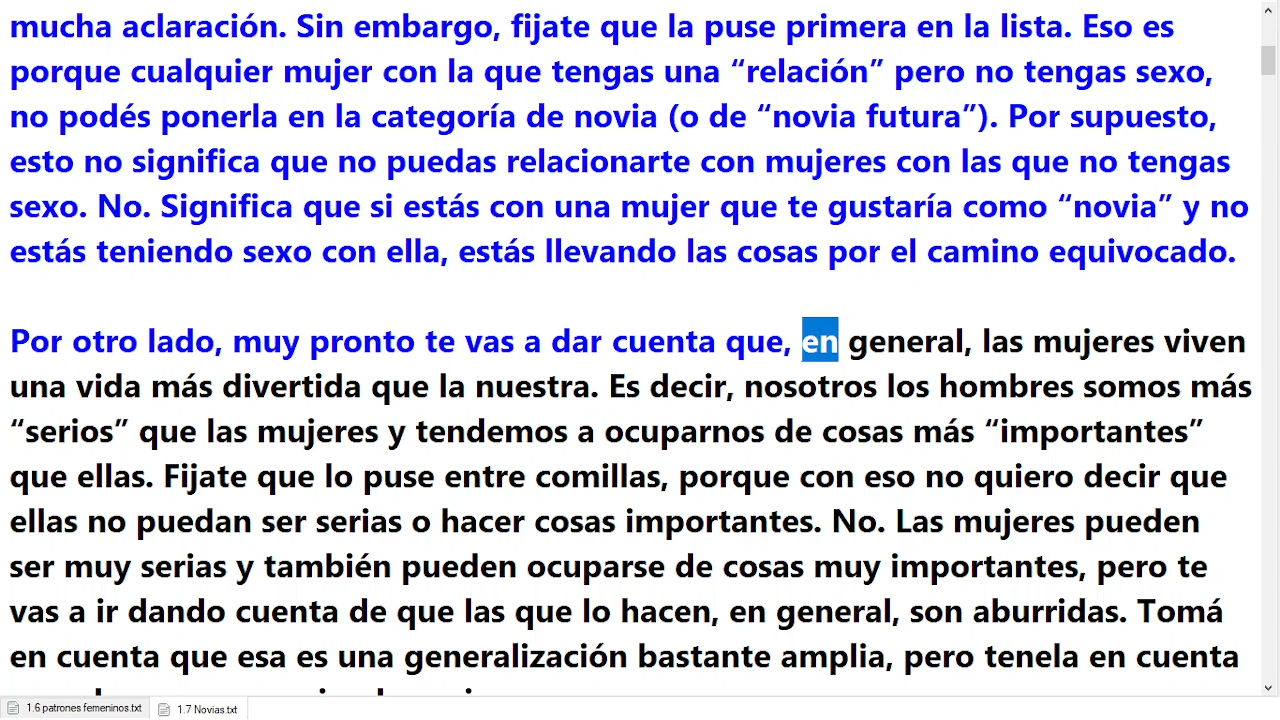 mucha aclaración. Sin embargo, fijate que la puse primera en la lista. Eso es
porque cualquier mujer con la que tengas una “relación” pero no tengas sexo,
no podés ponerla en la categoría de novia (o de “novia futura”). Por supuesto,
esto no significa que no puedas relacionarte con mujeres con las que no tengas
sexo. No. Significa que si estás con una mujer que te gustaría como “novia” y no
estás teniendo sexo con ella, estás llevando las cosas por el camino equivocado.
Por otro lado, muy pronto te vas a dar cuenta que, en general, las mujeres viven
una vida más divertida que la nuestra. Es decir, nosotros los hombres somos más
“serios” que las mujeres y tendemos a ocuparnos de cosas más “importantes”
que ellas. Fijate que lo puse entre comillas, porque con eso no quiero decir que
ellas no puedan ser serias o hacer cosas importantes. No. Las mujeres pueden
ser muy serias y también pueden ocuparse de cosas muy importantes, pero te
vas a ir dando cuenta de que las que lo hacen, en general, son aburridas. Tomá
en cuenta que esa es una generalización bastante amplia, pero tenela en cuenta
1.6 patrones femeninos.txt
1.7 Novias.txt